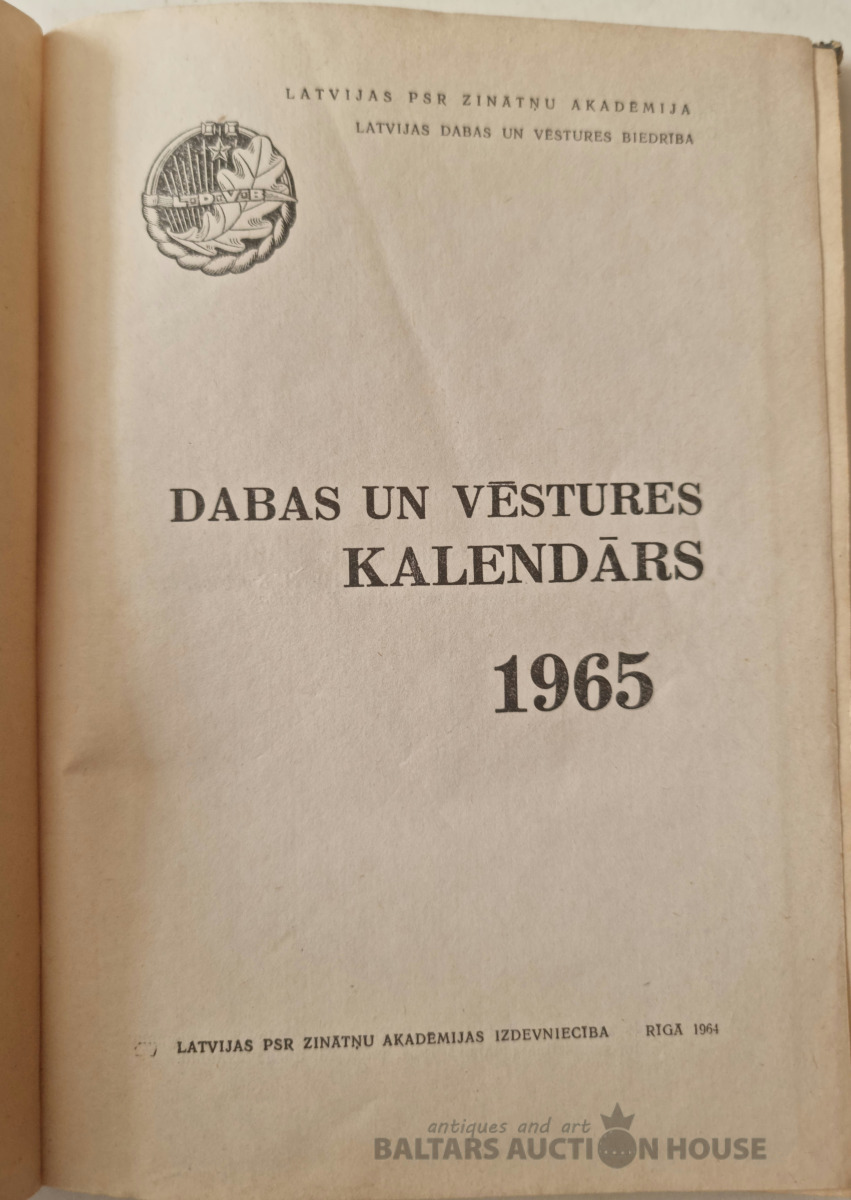 LATVIJAS PSR ZINĀTŅU AKADĒMIJA
LATVIJAS DABAS UN VĒSTURES BIEDRĪBA
L·D·V·B
DABAS UN VĒSTURES
KALENDĀRS
1965
LATVIJAS PSR ZINĀTŅU AKADĒMIJAS IZDEVNIECĪBA RĪGĀ 1964
antiques and art
BALTARS AUCTION HOUSE